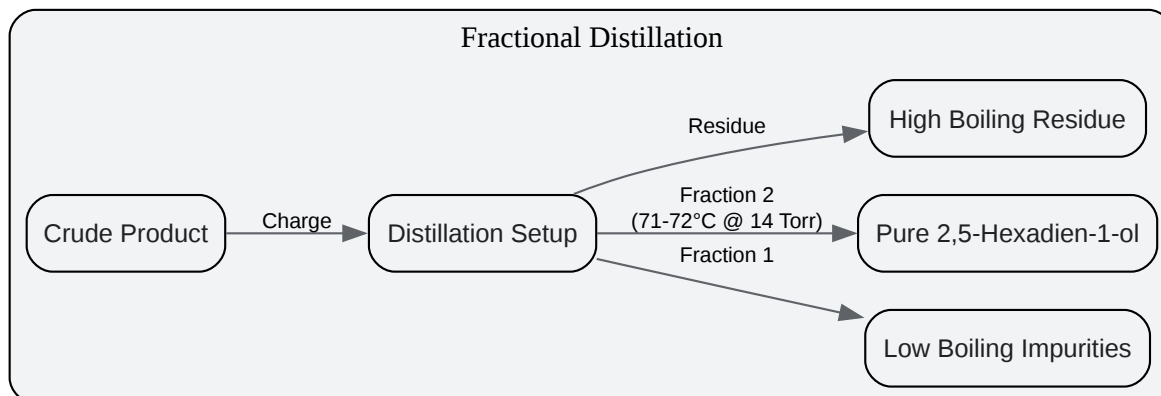 Fractional Distillation
High Boiling Residue
Residue
Fraction 2
(71-72°C @ 14 Torr)
Crude Product
Charge
Distillation Setup
Pure 2,5-Hexadien-1-ol
Fraction 1
Low Boiling Impurities